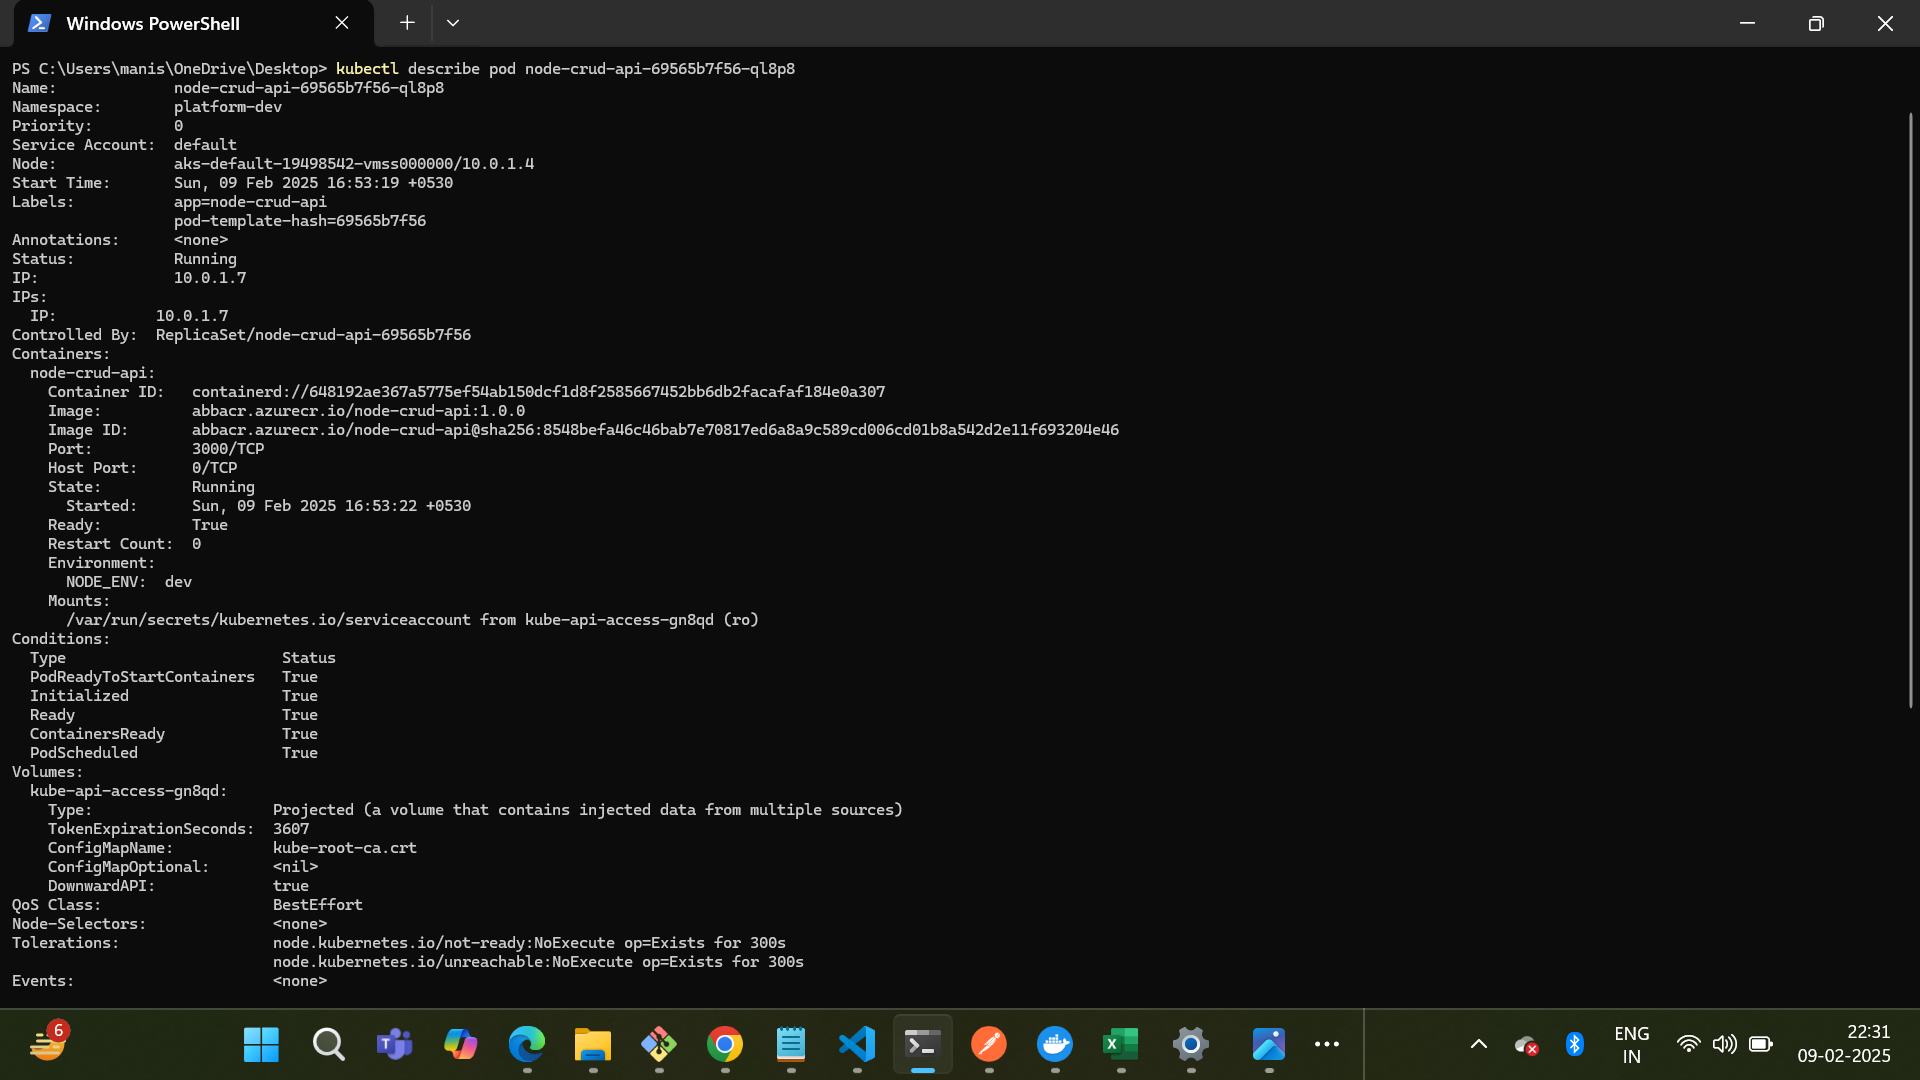 Windows PowerShell
PS C:\Users\manis\OneDrive\Desktop> kubectl describe pod node-crud-api-69565b7f56-ql8p8
Name:             node-crud-api-69565b7f56-ql8p8
Namespace:        platform-dev
Priority:         0
Service Account:  default
Node:             aks-default-19498542-vmss000000/10.0.1.4
Start Time:       Sun, 09 Feb 2025 16:53:19 +0530
Labels:           app=node-crud-api
                  pod-template-hash=69565b7f56
Annotations:      <none>
Status:           Running
IP:               10.0.1.7
IPs:
  IP:           10.0.1.7
Controlled By:  ReplicaSet/node-crud-api-69565b7f56
Containers:
  node-crud-api:
    Container ID:   containerd://648192ae367a5775ef54ab150dcf1d8f2585667452bb6db2facafaf184e0a307
    Image:          abbacr.azurecr.io/node-crud-api:1.0.0
    Image ID:       abbacr.azurecr.io/node-crud-api@sha256:8548befa46c46bab7e70817ed6a8a9c589cd006cd01b8a542d2e11f693204e46
    Port:           3000/TCP
    Host Port:      0/TCP
    State:          Running
      Started:      Sun, 09 Feb 2025 16:53:22 +0530
    Ready:          True
    Restart Count:  0
    Environment:
      NODE_ENV:  dev
    Mounts:
      /var/run/secrets/kubernetes.io/serviceaccount from kube-api-access-gn8qd (ro)
Conditions:
  Type                        Status
  PodReadyToStartContainers   True
  Initialized                 True
  Ready                       True
  ContainersReady             True
  PodScheduled                True
Volumes:
  kube-api-access-gn8qd:
    Type:                    Projected (a volume that contains injected data from multiple sources)
    TokenExpirationSeconds:  3607
    ConfigMapName:           kube-root-ca.crt
    ConfigMapOptional:       <nil>
    DownwardAPI:             true
QoS Class:                   BestEffort
Node-Selectors:              <none>
Tolerations:                 node.kubernetes.io/not-ready:NoExecute op=Exists for 300s
                             node.kubernetes.io/unreachable:NoExecute op=Exists for 300s
Events:                      <none>
6
ENG
IN
22:31
09-02-2025